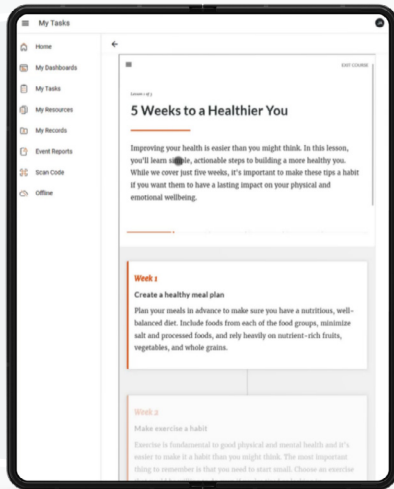 My Tasks
Home
My Dashboards
My Tasks
My Resources
My Records
Event Reports
Scan Code
Offline
EXIT COURSE
Lesson 1 of 3
5 Weeks to a Healthier You
Improving your health is easier than you might think. In this lesson,
you'll learn simple, actionable steps to building a more healthy you.
While we cover just five weeks, it's important to make these tips a habit
if you want them to have a lasting impact on your physical and
emotional wellbeing.
Week 1
Create a healthy meal plan
Plan your meals in advance to make sure you have a nutritious, well-
balanced diet. Include foods from each of the food groups, minimize
salt and processed foods, and rely heavily on nutrient-rich fruits,
vegetables, and whole grains.
Week 2
Make exercise a habit
Exercise is fundamental to good physical and mental health and it's
easier to make it a habit than you might think. The most important
thing to remember is that you need to start small. Choose an exercise